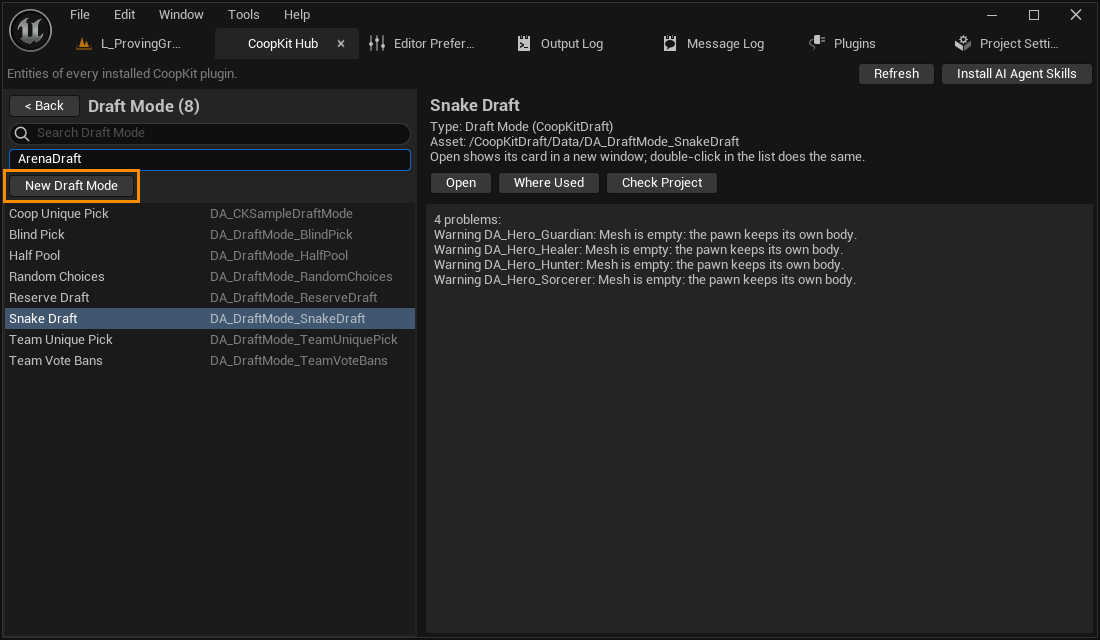 File Edit Window Tools Help
L_ProvingGr... CoopKit Hub Editor Prefer... Output Log Message Log Plugins Project Setti...
Entities of every installed CoopKit plugin. Refresh Install AI Agent Skills
< Back Draft Mode (8)
Search Draft Mode
ArenaDraft
New Draft Mode
Coop Unique Pick DA_CKSampleDraftMode
Blind Pick DA_DraftMode_BlindPick
Half Pool DA_DraftMode_HalfPool
Random Choices DA_DraftMode_RandomChoices
Reserve Draft DA_DraftMode_ReserveDraft
Snake Draft DA_DraftMode_SnakeDraft
Team Unique Pick DA_DraftMode_TeamUniquePick
Team Vote Bans DA_DraftMode_TeamVoteBans
Snake Draft
Type: Draft Mode (CoopKitDraft)
Asset: /CoopKitDraft/Data/DA_DraftMode_SnakeDraft
Open shows its card in a new window; double-click in the list does the same.
Open Where Used Check Project
4 problems:
Warning DA_Hero_Guardian: Mesh is empty: the pawn keeps its own body.
Warning DA_Hero_Healer: Mesh is empty: the pawn keeps its own body.
Warning DA_Hero_Hunter: Mesh is empty: the pawn keeps its own body.
Warning DA_Hero_Sorcerer: Mesh is empty: the pawn keeps its own body.